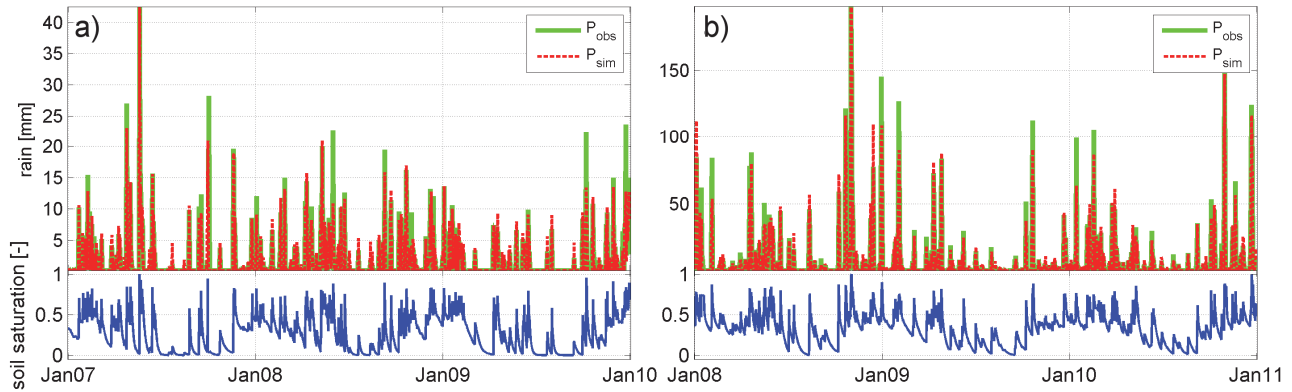 a)
P_obs
P_sim
rain [mm]
40
35
30
25
20
15
10
5
soil saturation [-]
1
0.5
0
Jan07
Jan08
Jan09
Jan10
b)
P_obs
P_sim
150
100
50
1
0.5
0
Jan08
Jan09
Jan10
Jan11